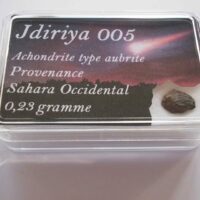 Jdiriya 005
Achondrite type aubrite
Provenance
Sahara Occidental
0,23 gramme